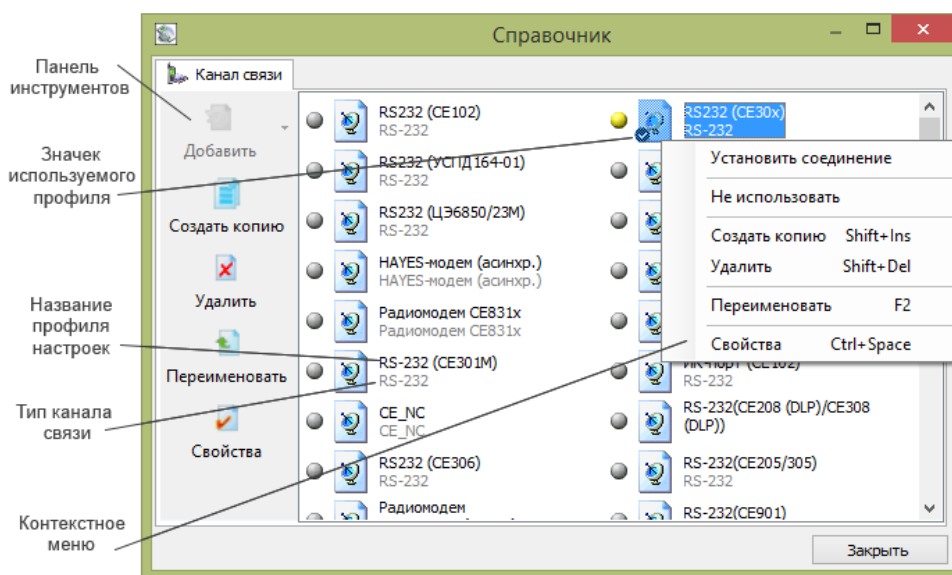 Справочник
Канал связи
Панель
инструментов
Значек
используемого
профиля
Название
профиля
настроек
Тип канала
связи
Контекстное
меню
Добавить
Создать копию
Удалить
Переименовать
Свойства
RS232 (CE102)
RS-232
RS232 (УСПД164-01)
RS-232
RS232 (ЦЭ6850/23М)
RS-232
HAYES-модем (асинхр.)
HAYES-модем (асинхр.)
Радиомодем CE831x
Радиомодем CE831x
RS-232 (CE301M)
RS-232
CE_NC
CE_NC
RS232 (CE306)
RS-232
Радиомодем
RS232 (CE30x)
RS-232
Установить соединение
Не использовать
Создать копию Shift+Ins
Удалить Shift+Del
Переименовать F2
Свойства Ctrl+Space
ИК-порт (CE102)
RS-232
RS-232(CE208 (DLP)/CE308
(DLP))
RS-232(CE205/305)
RS-232
RS-232(CE901)
Закрыть